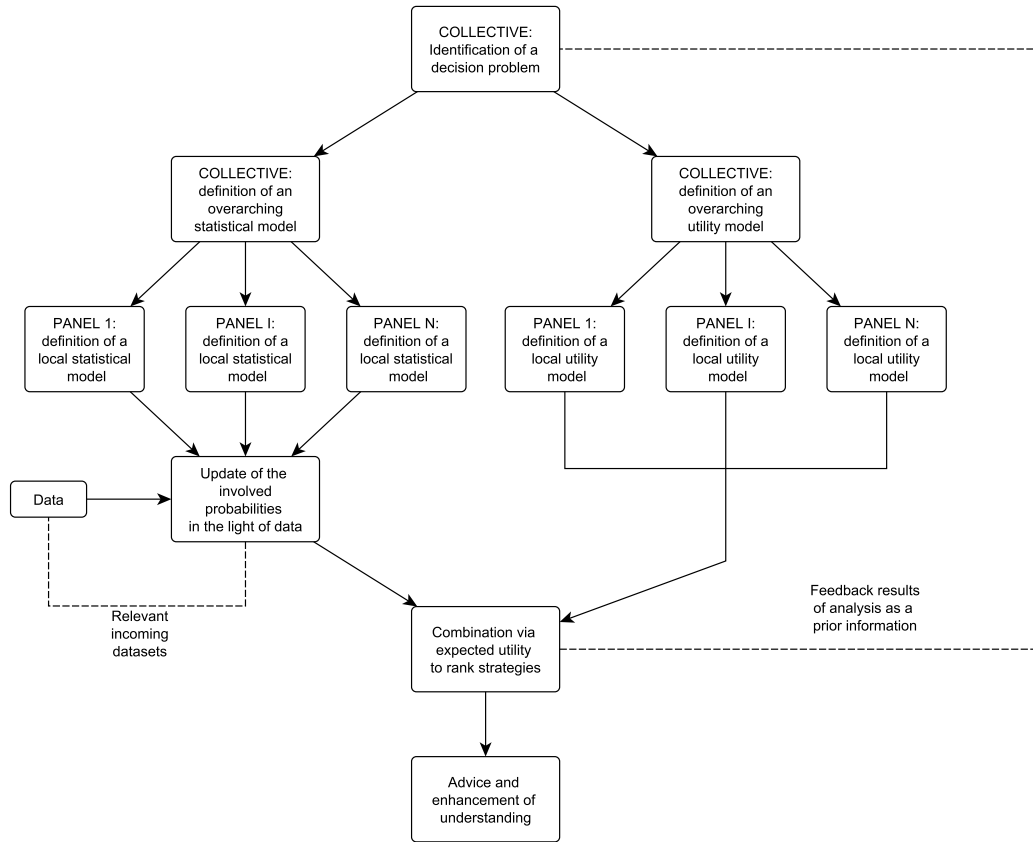 COLLECTIVE:
Identification of a
decision problem
COLLECTIVE:
definition of an
overarching
statistical model
COLLECTIVE:
definition of an
overarching
utility model
PANEL 1:
definition of a
local statistical
model
PANEL I:
definition of a
local statistical
model
PANEL N:
definition of a
local statistical
model
PANEL 1:
definition of a
local utility
model
PANEL I:
definition of a
local utility
model
PANEL N:
definition of a
local utility
model
Data
Update of the
involved
probabilities
in the light of data
Relevant
incoming
datasets
Feedback results
of analysis as a
prior information
Combination via
expected utility
to rank strategies
Advice and
enhancement of
understanding